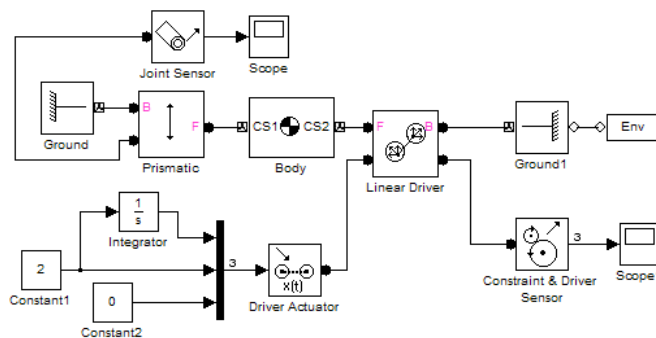 Joint Sensor
Scope
Ground
B
F
Prismatic
CS1 CS2
Body
F B
Linear Driver
Ground1
Env
1
s
Integrator
2
Constant1
0
Constant2
3
x(t)
Driver Actuator
3
Constraint & Driver
Sensor
Scope